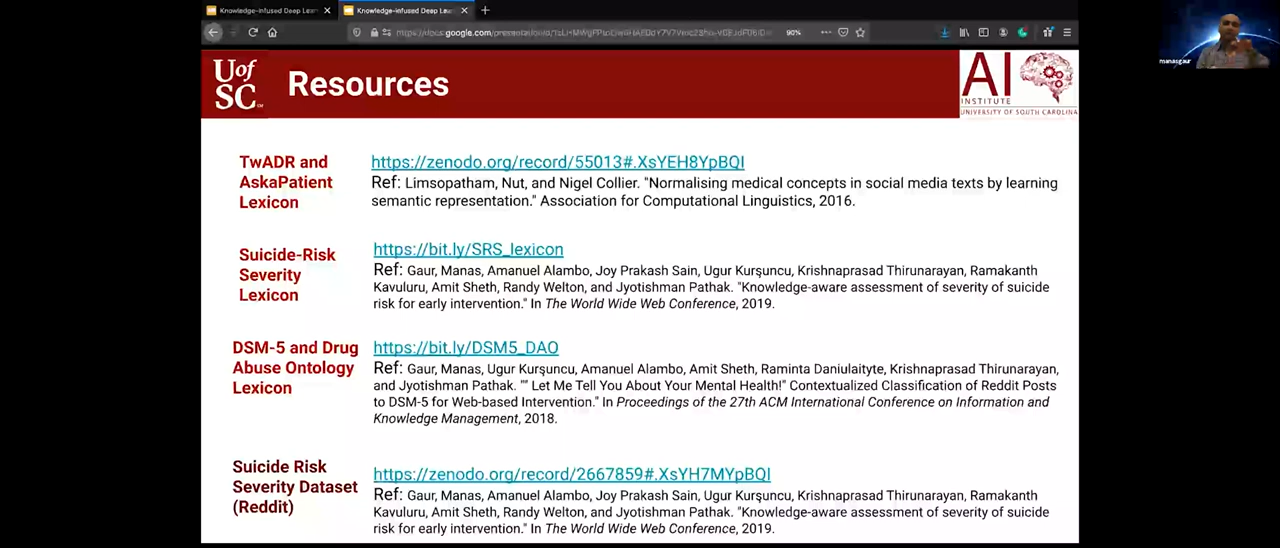 Knowledge-infused Deep Lear
Knowledge-infused Deep Lear
90%
manasgaur
UofSC
Resources
AI
INSTITUTE
UNIVERSITY OF SOUTH CAROLINA
TwADR and
AskaPatient
Lexicon
https://zenodo.org/record/55013#.XsYEH8YpBQI
Ref: Limsopatham, Nut, and Nigel Collier. "Normalising medical concepts in social media texts by learning
semantic representation." Association for Computational Linguistics, 2016.
Suicide-Risk
Severity
Lexicon
https://bit.ly/SRS_lexicon
Ref: Gaur, Manas, Amanuel Alambo, Joy Prakash Sain, Ugur Kurşuncu, Krishnaprasad Thirunarayan, Ramakanth
Kavuluru, Amit Sheth, Randy Welton, and Jyotishman Pathak. "Knowledge-aware assessment of severity of suicide
risk for early intervention." In The World Wide Web Conference, 2019.
DSM-5 and Drug
Abuse Ontology
Lexicon
https://bit.ly/DSM5_DAO
Ref: Gaur, Manas, Ugur Kurşuncu, Amanuel Alambo, Amit Sheth, Raminta Daniulaityte, Krishnaprasad Thirunarayan,
and Jyotishman Pathak. "" Let Me Tell You About Your Mental Health!" Contextualized Classification of Reddit Posts
to DSM-5 for Web-based Intervention." In Proceedings of the 27th ACM International Conference on Information and
Knowledge Management, 2018.
Suicide Risk
Severity Dataset
(Reddit)
https://zenodo.org/record/2667859#.XsYH7MYpBQI
Ref: Gaur, Manas, Amanuel Alambo, Joy Prakash Sain, Ugur Kurşuncu, Krishnaprasad Thirunarayan, Ramakanth
Kavuluru, Amit Sheth, Randy Welton, and Jyotishman Pathak. "Knowledge-aware assessment of severity of suicide
risk for early intervention." In The World Wide Web Conference, 2019.